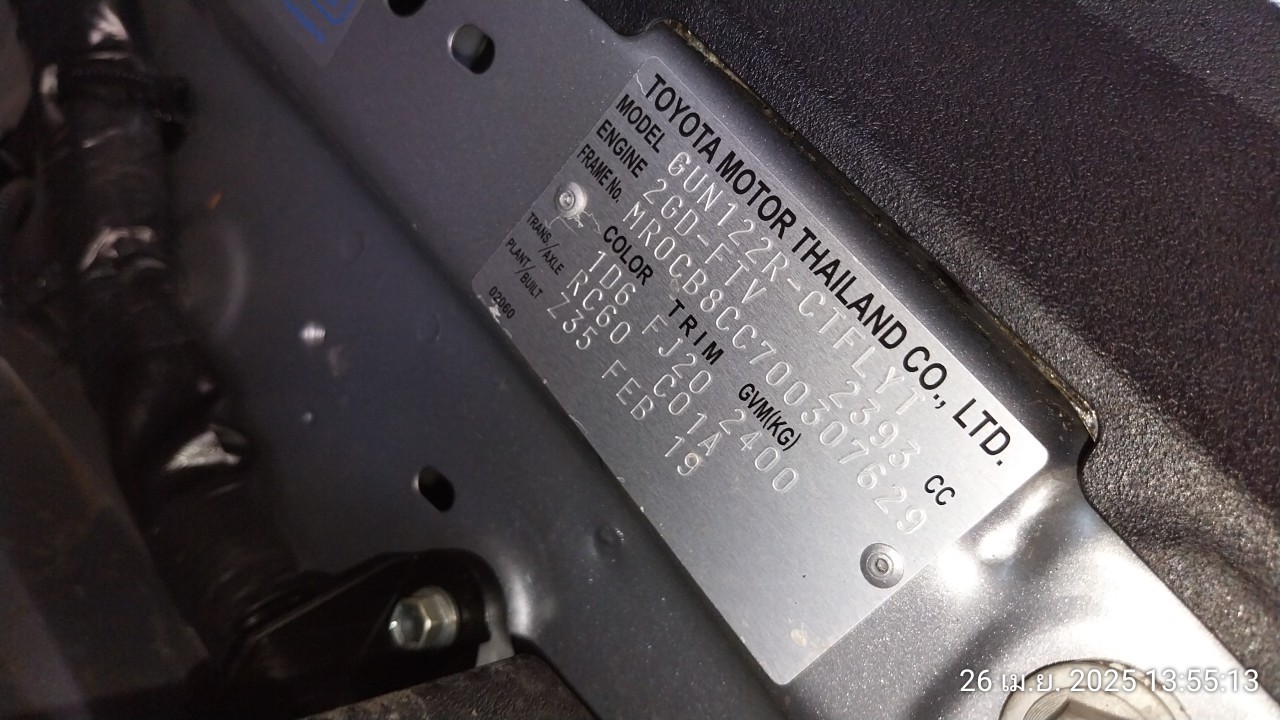 TOYOTA MOTOR THAILAND CO., LTD.
MODEL GUN122R-CTFLYT
ENGINE 2GD-FTV 2393 CC
FRAME No. MR0CB8CC700307629
COLOR TRIM GVM(KG)
1D6 FJ20 2400
TRANS/AXLE RC60 C01A
PLANT/BUILT Z35 FEB 19
02060
26 เม.ย. 2025 13:55:13